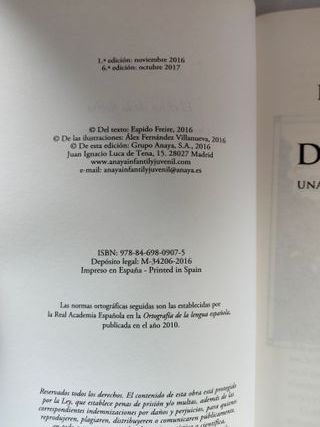 1.ª edición: noviembre 2016
6.ª edición: octubre 2017
© Del texto: Espido Freire, 2016
© De las ilustraciones: Álex Fernández Villanueva, 2016
© De esta edición: Grupo Anaya, S.A., 2016
Juan Ignacio Luca de Tena, 15. 28027 Madrid
www.anayainfantilyjuvenil.com
e-mail: anayainfantilyjuvenil@anaya.es
ISBN: 978-84-698-0907-5
Depósito legal: M-34206-2016
Impreso en España - Printed in Spain
Las normas ortográficas seguidas son las establecidas por
la Real Academia Española en la Ortografía de la lengua española,
publicada en el año 2010.
Reservados todos los derechos. El contenido de esta obra está protegido
por la Ley, que establece penas de prisión y/o multas, además de las
correspondientes indemnizaciones por daños y perjuicios, para quienes
reprodujeren, plagiaren, distribuyeren o comunicaren públicamente,
D
UNA